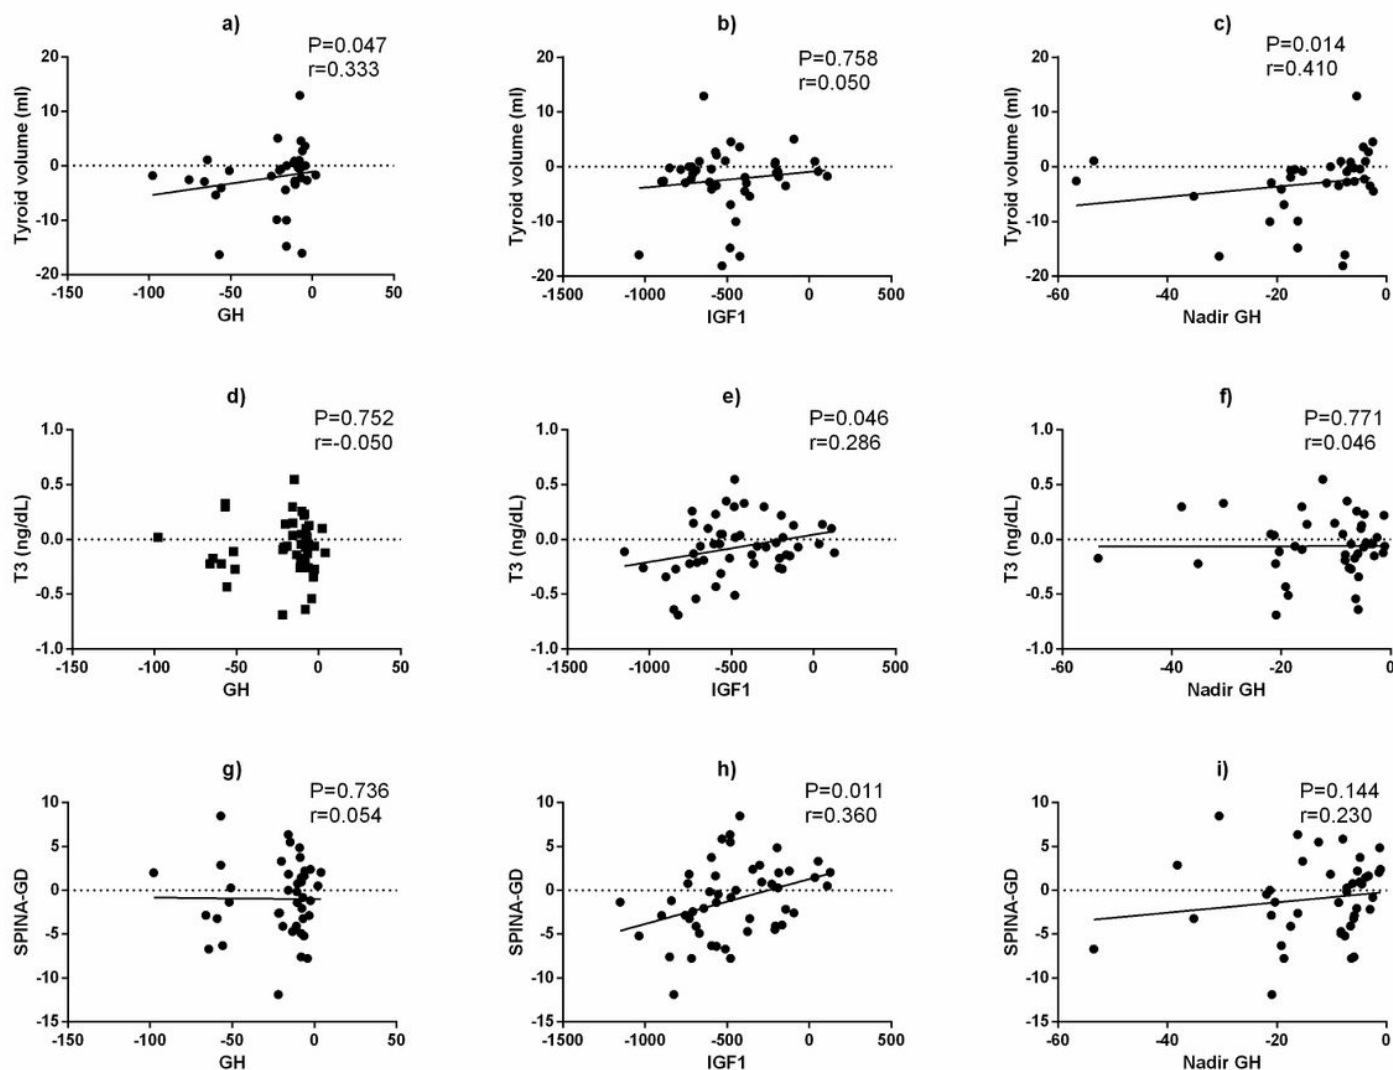 a)
P=0.047
r=0.333
Tyroid volume (ml)
20
10
0
-10
-20
-150
-100
-50
0
50
GH
b)
P=0.758
r=0.050
Tyroid volume (ml)
20
10
0
-10
-20
-1500
-1000
-500
0
500
IGF1
c)
P=0.014
r=0.410
Tyroid volume (ml)
20
10
0
-10
-20
-60
-40
-20
0
Nadir GH
d)
P=0.752
r=-0.050
T3 (ng/dL)
1.0
0.5
0.0
-0.5
-1.0
-150
-100
-50
0
50
GH
e)
P=0.046
r=0.286
T3 (ng/dL)
1.0
0.5
0.0
-0.5
-1.0
-1500
-1000
-500
0
500
IGF1
f)
P=0.771
r=0.046
T3 (ng/dL)
1.0
0.5
0.0
-0.5
-1.0
-60
-40
-20
0
Nadir GH
g)
P=0.736
r=0.054
SPINA-GD
10
5
0
-5
-10
-15
-150
-100
-50
0
50
GH
h)
P=0.011
r=0.360
SPINA-GD
10
5
0
-5
-10
-15
-1500
-1000
-500
0
500
IGF1
i)
P=0.144
r=0.230
SPINA-GD
10
5
0
-5
-10
-15
-60
-40
-20
0
Nadir GH